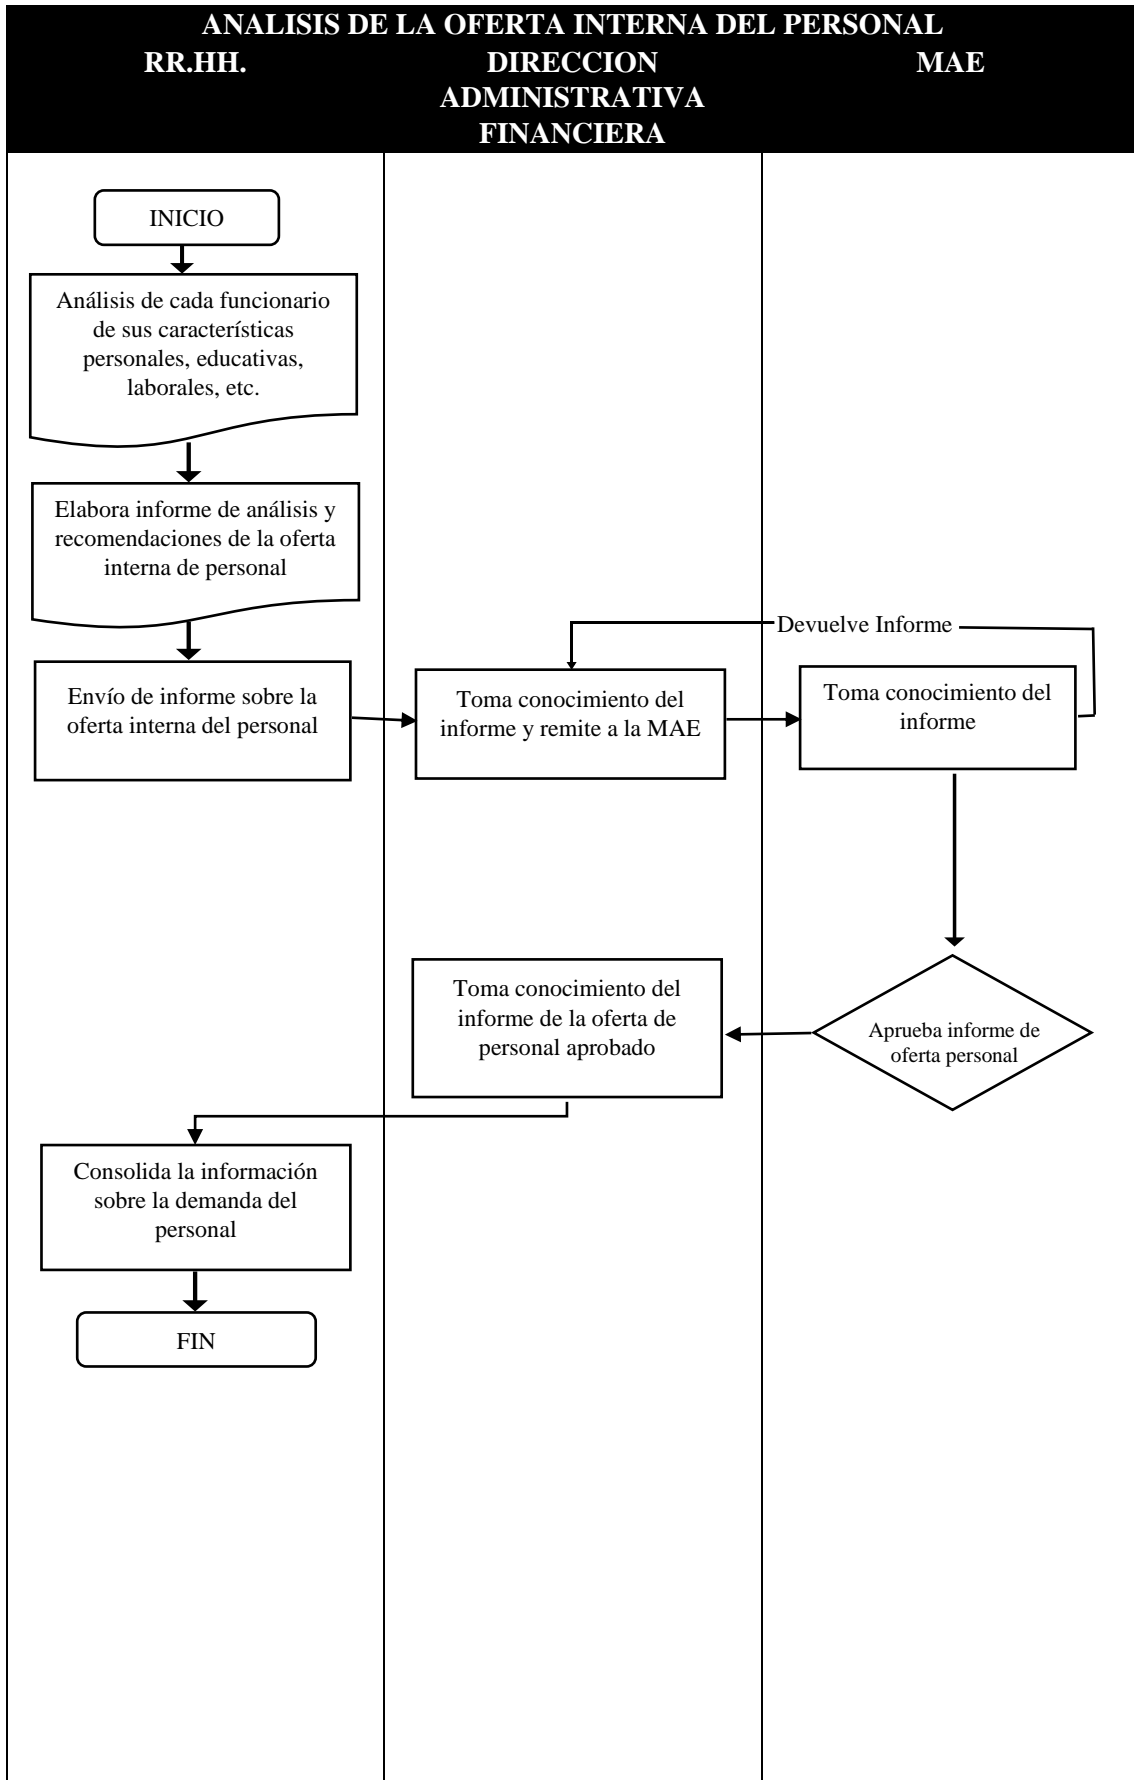 ANALISIS DE LA OFERTA INTERNA DEL PERSONAL
RR.HH.
DIRECCION
ADMINISTRATIVA
FINANCIERA
MAE
INICIO
Análisis de cada funcionario
de sus características
personales, educativas,
laborales, etc.
Elabora informe de análisis y
recomendaciones de la oferta
interna de personal
Envío de informe sobre la
oferta interna del personal
Toma conocimiento del
informe y remite a la MAE
Devuelve Informe
Toma conocimiento del
informe
Aprueba informe de
oferta personal
Toma conocimiento del
informe de la oferta de
personal aprobado
Consolida la información
sobre la demanda del
personal
FIN